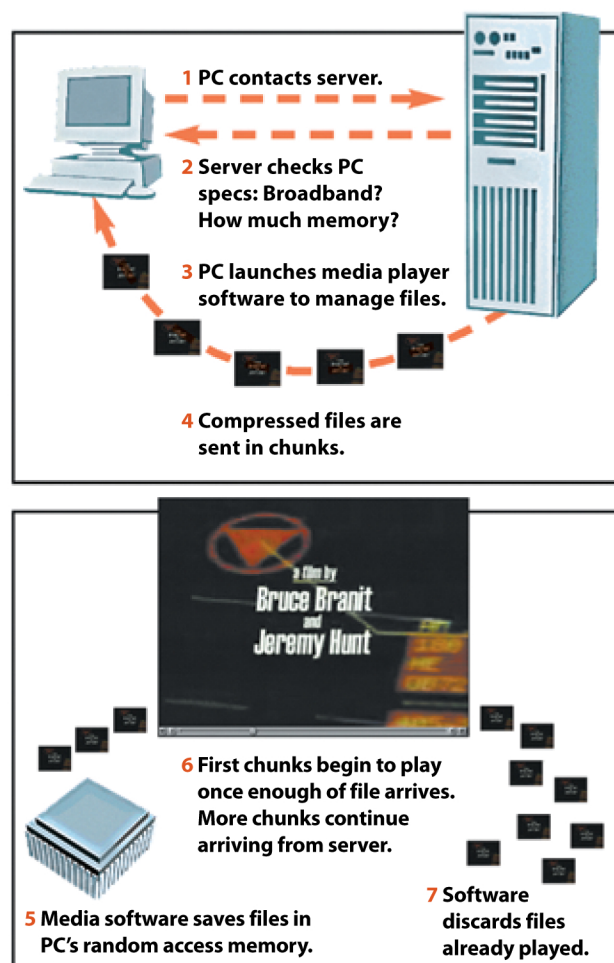 1 PC contacts server.
2 Server checks PC
specs: Broadband?
How much memory?
3 PC launches media player
software to manage files.
4 Compressed files are
sent in chunks.
a film by
Bruce Branit
and
Jeremy Hunt
6 First chunks begin to play
once enough of file arrives.
More chunks continue
arriving from server.
5 Media software saves files in
PC's random access memory.
7 Software
discards files
already played.